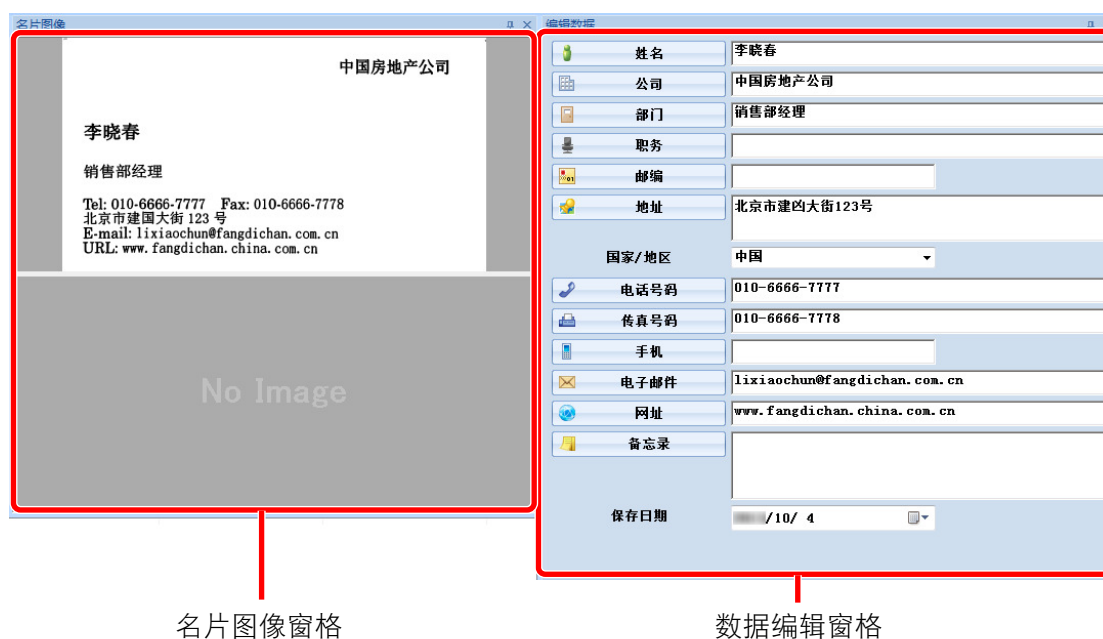 名片图像
编辑数据
中国房地产公司
李晓春
销售部经理
Tel: 010-6666-7777 Fax: 010-6666-7778
北京市建国大街 123 号
E-mail: lixiaochun@fangdichan. com. cn
URL: www. fangdichan. china. com. cn
No Image
姓名 李晓春
公司 中国房地产公司
部门 销售部经理
职务
邮编
地址 北京市建凶大街123号
国家/地区 中国
电话号码 010-6666-7777
传真号码 010-6666-7778
手机
电子邮件 lixiaochun@fangdichan. com. cn
网址 www. fangdichan. china. com. cn
备忘录
保存日期 /10/ 4
名片图像窗格
数据编辑窗格